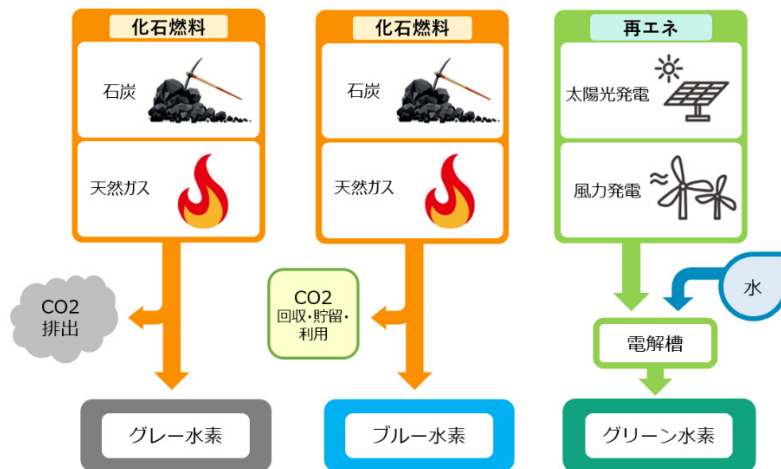 化石燃料
石炭
天然ガス
CO2
排出
グレー水素
化石燃料
石炭
天然ガス
CO2
回収・貯留・
利用
ブルー水素
再エネ
太陽光発電
風力発電
水
電解槽
グリーン水素